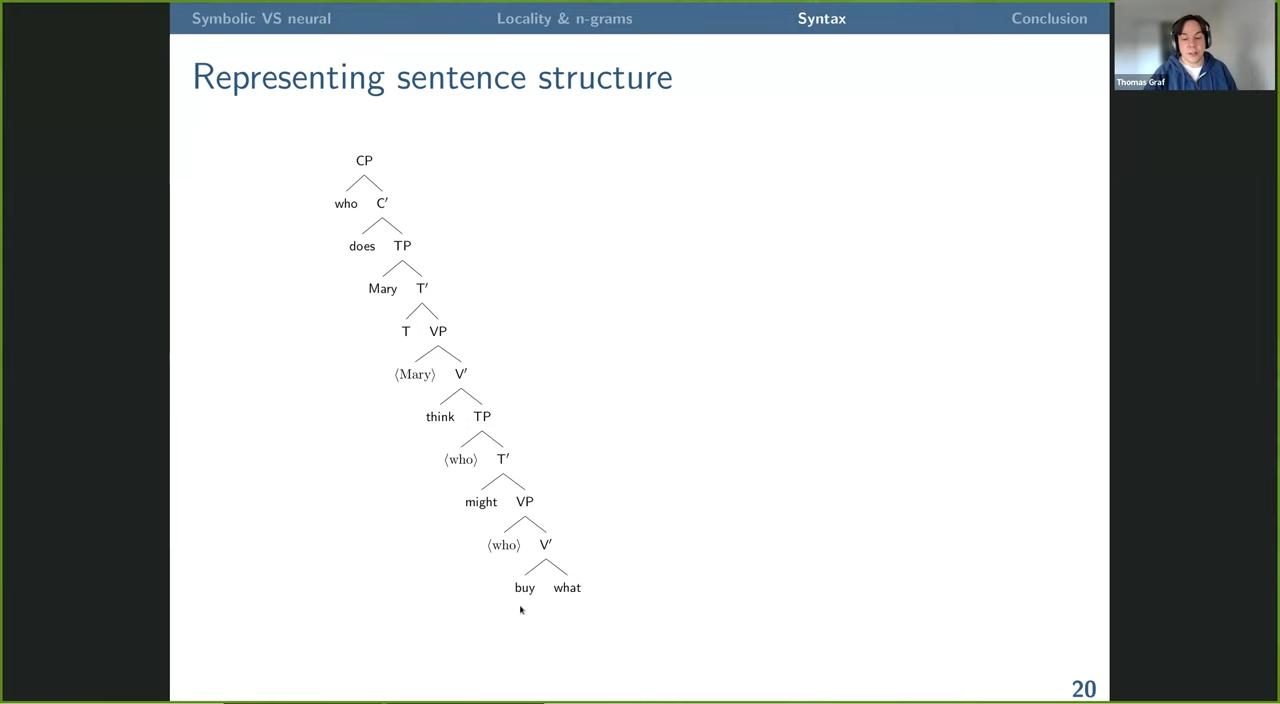 Symbolic VS neural Locality & n-grams Syntax Conclusion
Thomas Graf
Representing sentence structure
CP
who C′
does TP
Mary T′
T VP
⟨Mary⟩ V′
think TP
⟨who⟩ T′
might VP
⟨who⟩ V′
buy what
20